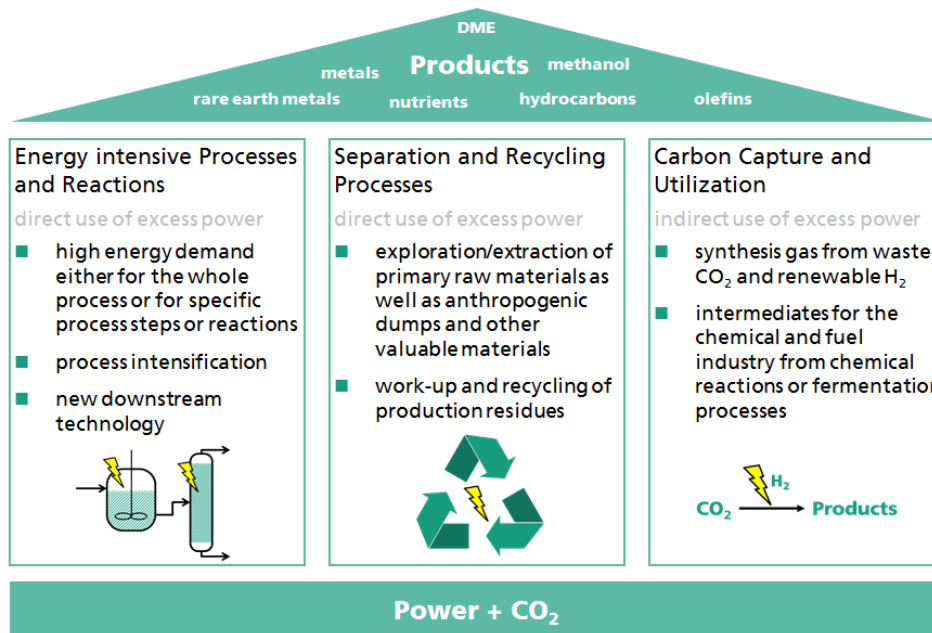 DME
metals Products methanol
rare earth metals nutrients hydrocarbons olefins
Energy intensive Processes
and Reactions
direct use of excess power
■ high energy demand
either for the whole
process or for specific
process steps or reactions
■ process intensification
■ new downstream
technology
Separation and Recycling
Processes
direct use of excess power
■ exploration/extraction of
primary raw materials as
well as anthropogenic
dumps and other
valuable materials
■ work-up and recycling of
production residues
Carbon Capture and
Utilization
indirect use of excess power
■ synthesis gas from waste
CO₂ and renewable H₂
■ intermediates for the
chemical and fuel
industry from chemical
reactions or fermentation
processes
H₂
CO₂ Products
Power + CO₂